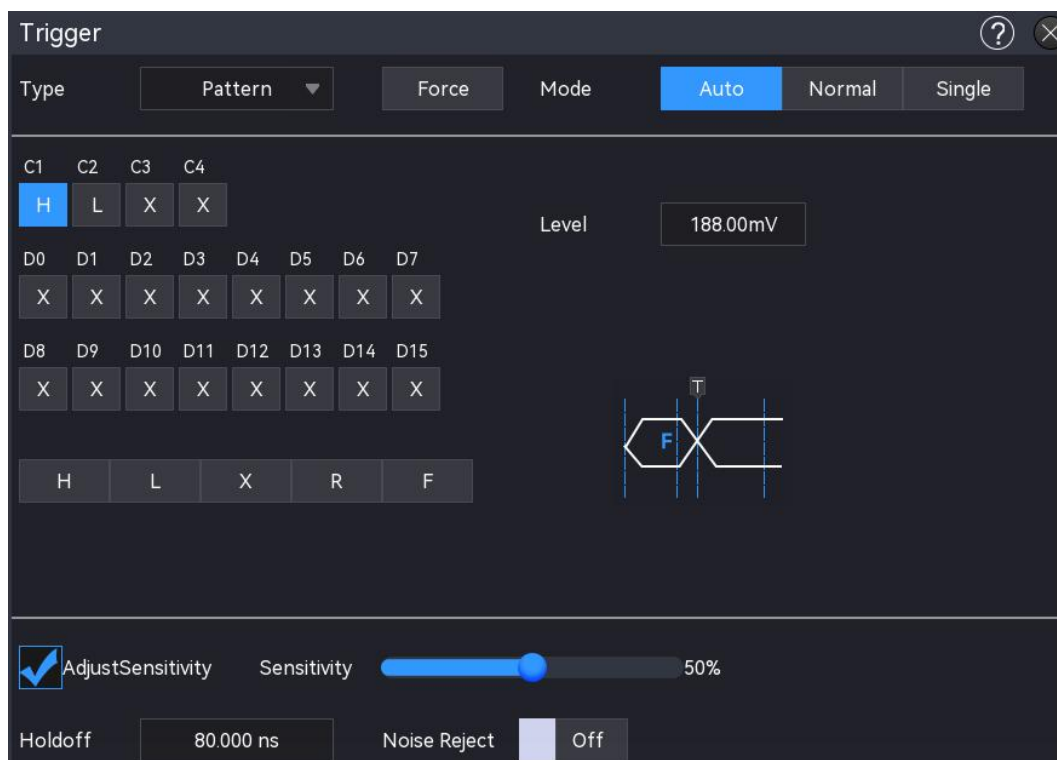 Trigger ?
Type Pattern Force Mode Auto Normal Single
C1 C2 C3 C4
H L X X
Level 188.00mV
D0 D1 D2 D3 D4 D5 D6 D7
X X X X X X X X
D8 D9 D10 D11 D12 D13 D14 D15
X X X X X X X X
T
F
H L X R F
AdjustSensitivity Sensitivity 50%
Holdoff 80.000 ns Noise Reject Off